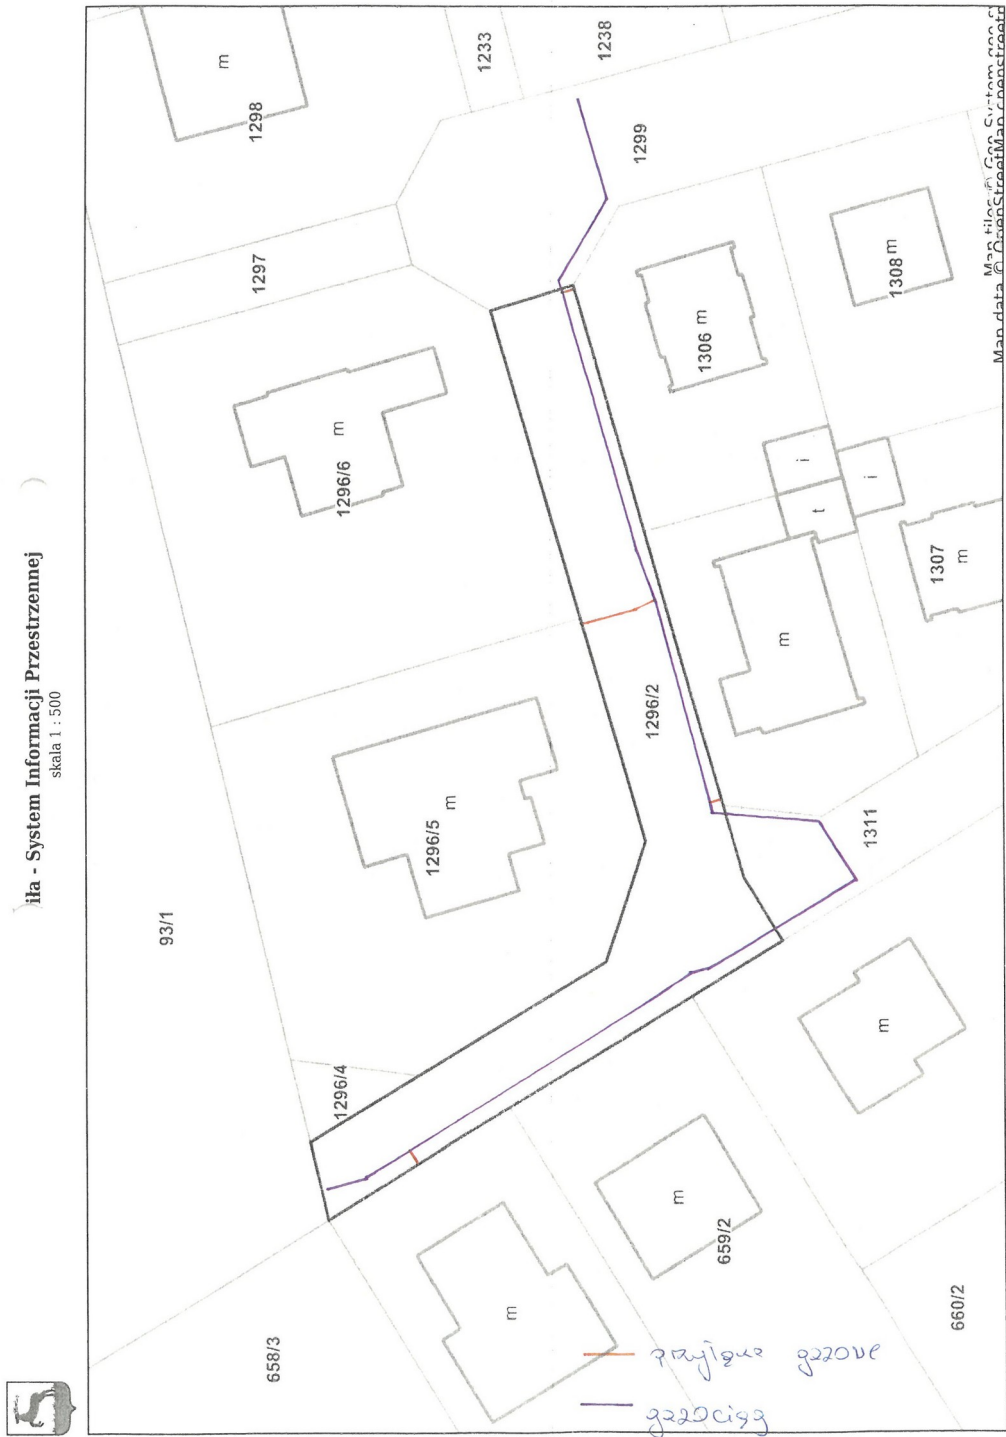 iła - System Informacji Przestrzennej
skala 1 : 500
93/1
1298
m
1233
1238
1297
1299
1296/6
m
1306 m
1308 m
1296/5
m
1296/2
i
t
i
m
1307
m
1296/4
1311
m
658/3
m
m
659/2
660/2
przyłącze gazowe
gazociąg
Map tiles © Geo-System
Map data © OpenStreetMap